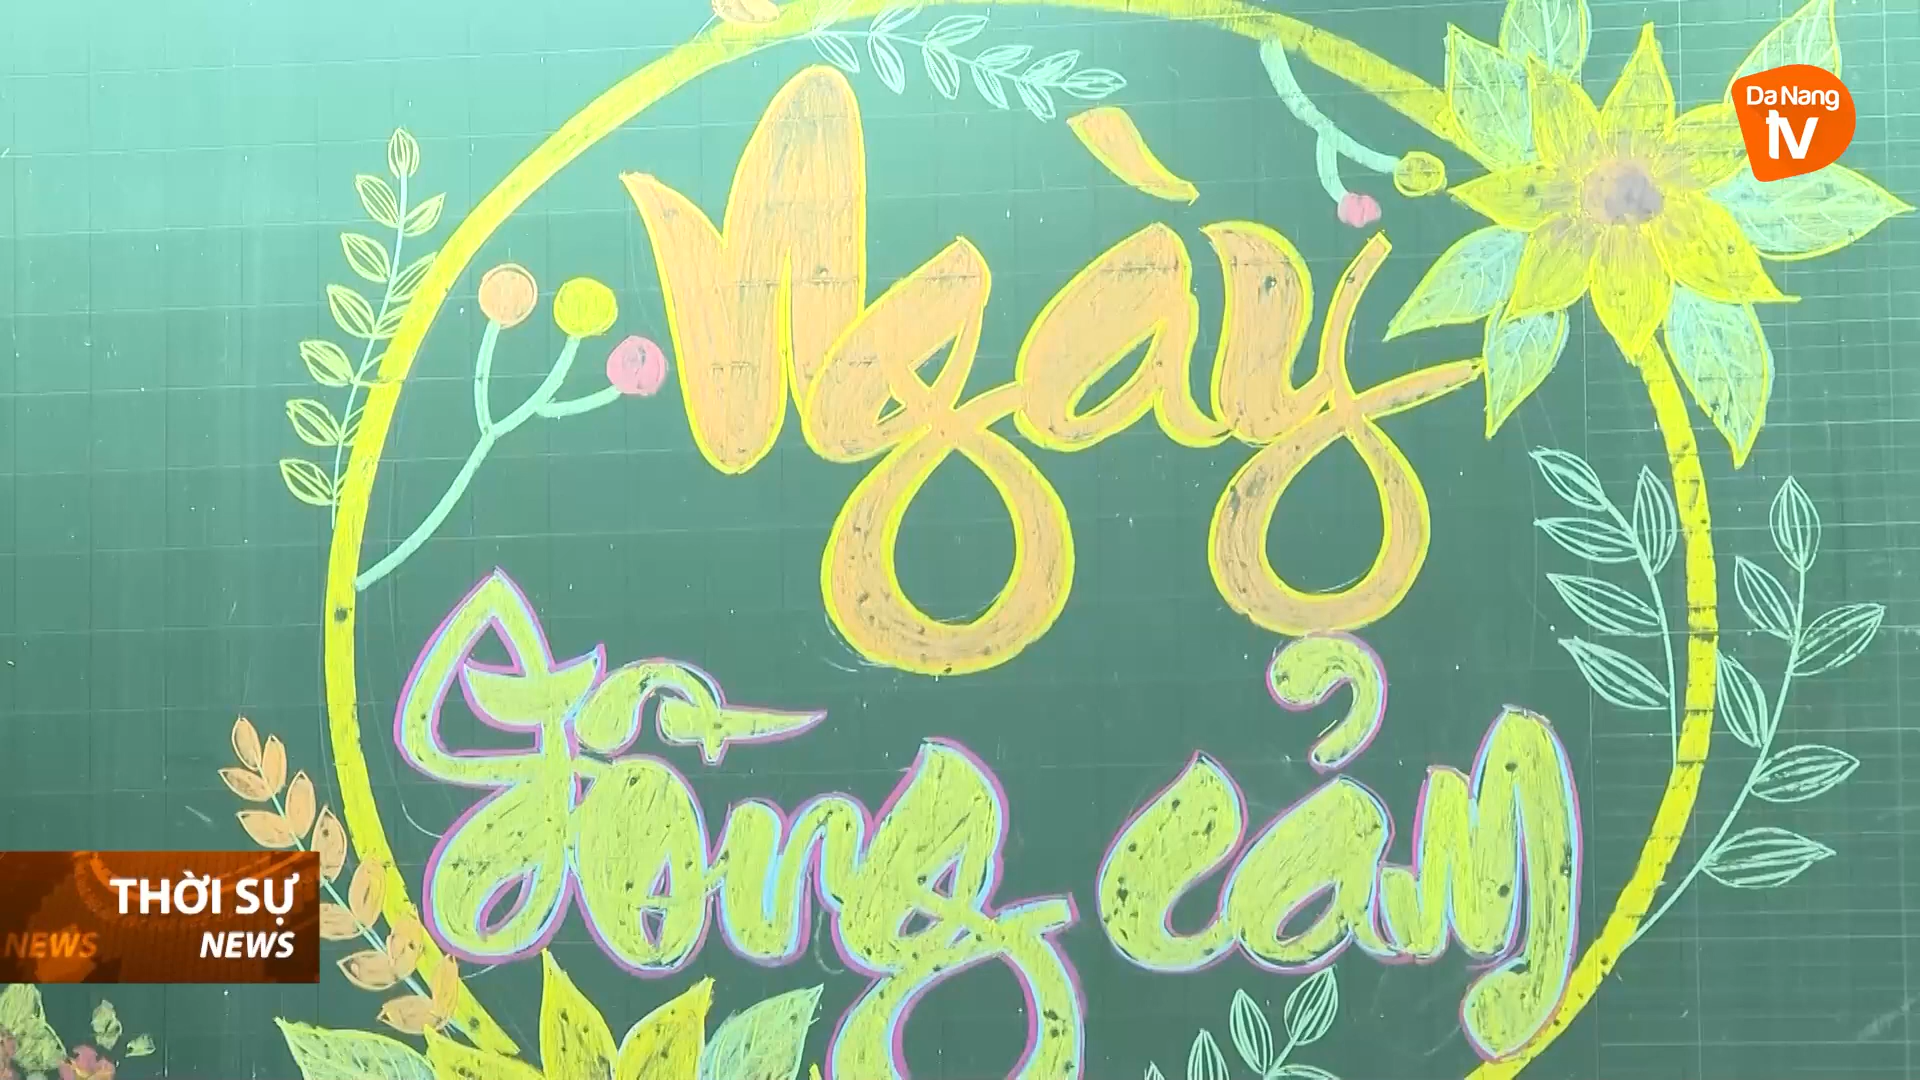 Da Nang
tv
Ngày
đồng cảm
THỜI SỰ
NEWS
NEWS